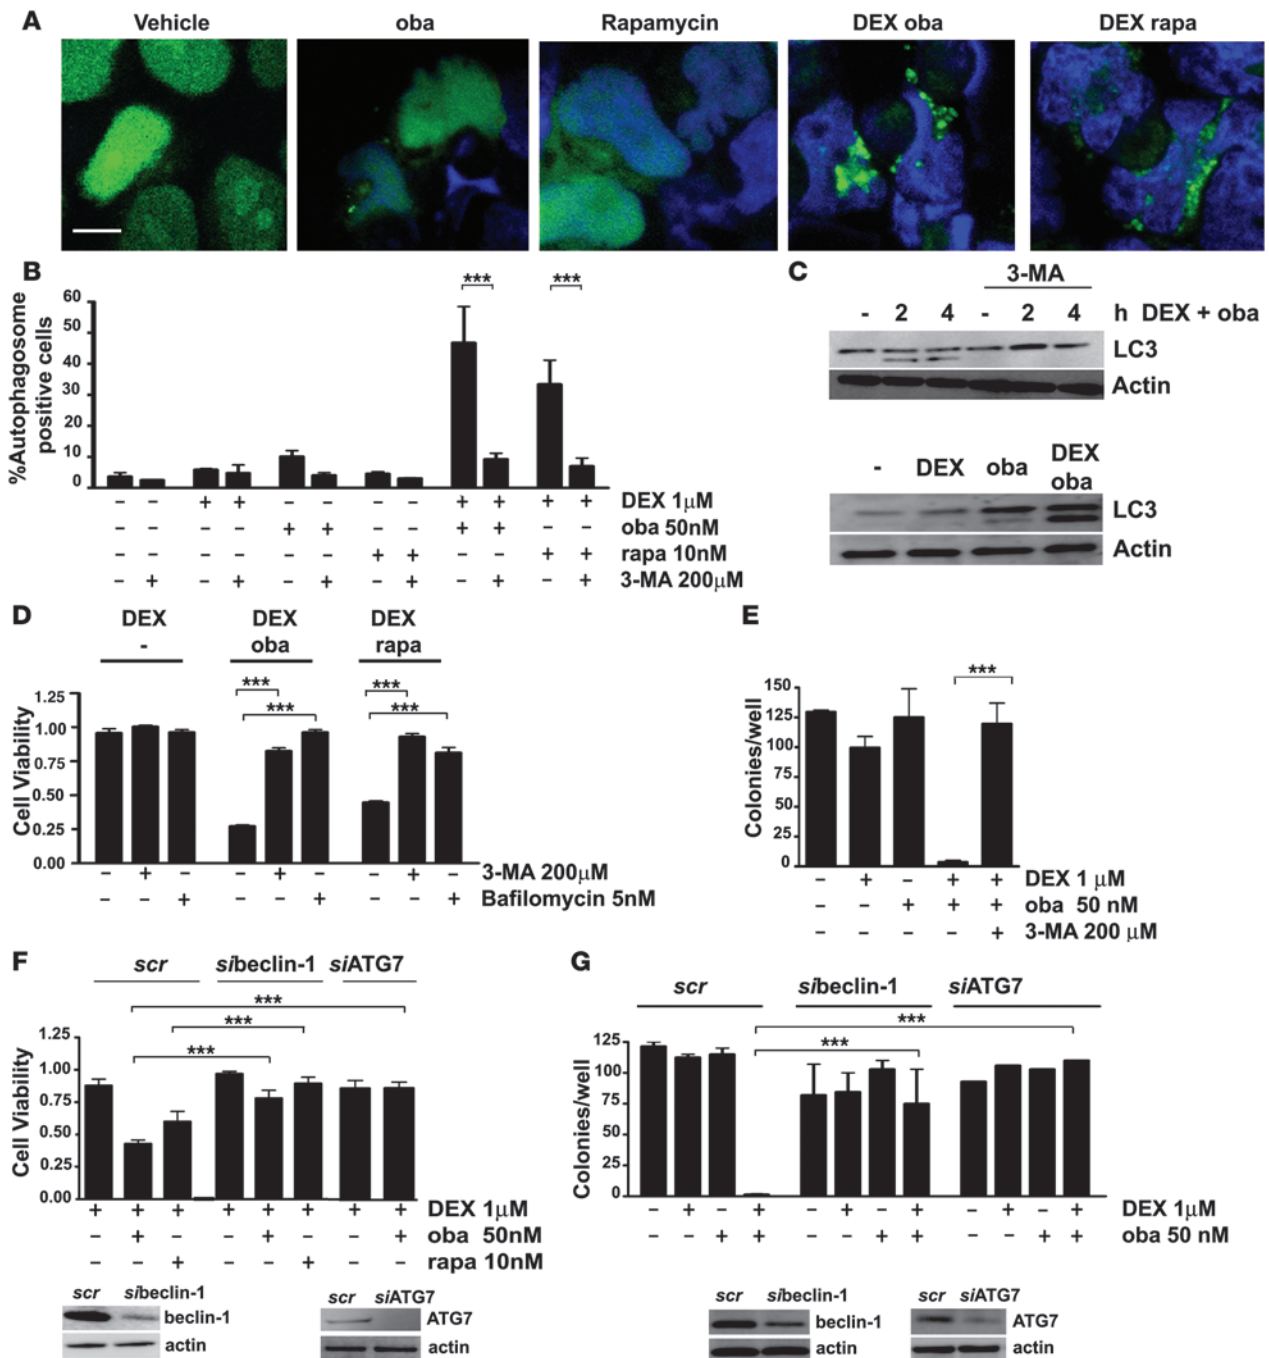 A
Vehicle oba Rapamycin DEX oba DEX rapa
B
%Autophagosome
positive cells
60
50
40
30
20
10
0
*** ***
− − + + − − − − + + + + DEX 1μM
− − − − + + − − + + − − oba 50nM
− − − − − − + + − − + + rapa 10nM
− + − + − + − + − + − + 3-MA 200μM
C
3-MA
- 2 4 - 2 4 h DEX + oba
LC3
Actin
- DEX oba DEX oba
LC3
Actin
D
DEX DEX DEX
- oba rapa
Cell Viability
1.25
1.00
0.75
0.50
0.25
0.00
*** ***
*** ***
− + − − + − − + − 3-MA 200μM
− − + − − + − − + Bafilomycin 5nM
E
Colonies/well
150
125
100
75
50
25
0
***
− + − + + DEX 1 μM
− − + + + oba 50 nM
− − − − + 3-MA 200 μM
F
scr sibeclin-1 siATG7
***
***
***
Cell Viability
1.25
1.00
0.75
0.50
0.25
0.00
+ + + + + + + + DEX 1μM
− + − − + − − + oba 50nM
− − + − − + − − rapa 10nM
scr sibeclin-1
beclin-1
actin
scr siATG7
ATG7
actin
G
scr sibeclin-1 siATG7
***
***
Colonies/well
125
100
75
50
25
0
− + − + − + − + − + − + DEX 1μM
− − + + − − + + − − + + oba 50 nM
scr sibeclin-1
beclin-1
actin
scr siATG7
ATG7
actin